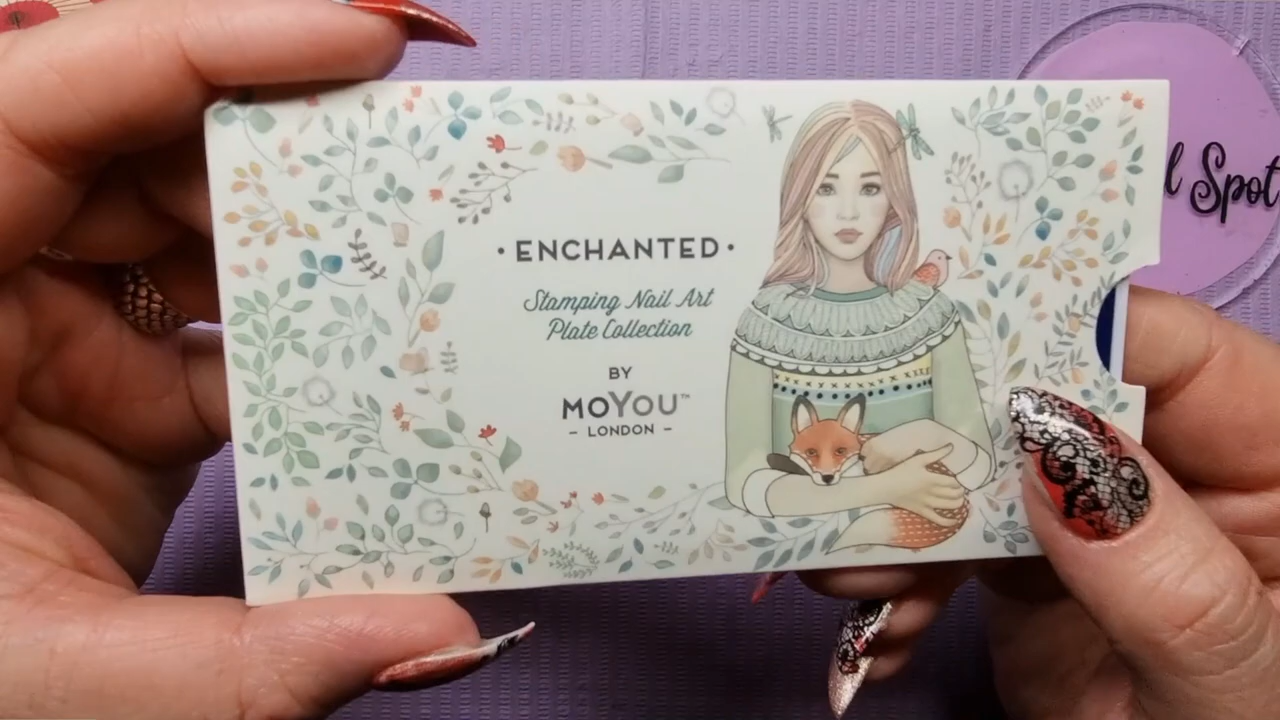 • ENCHANTED •
Stamping Nail Art
Plate Collection
BY
MOYOU™
– LONDON –
Spot